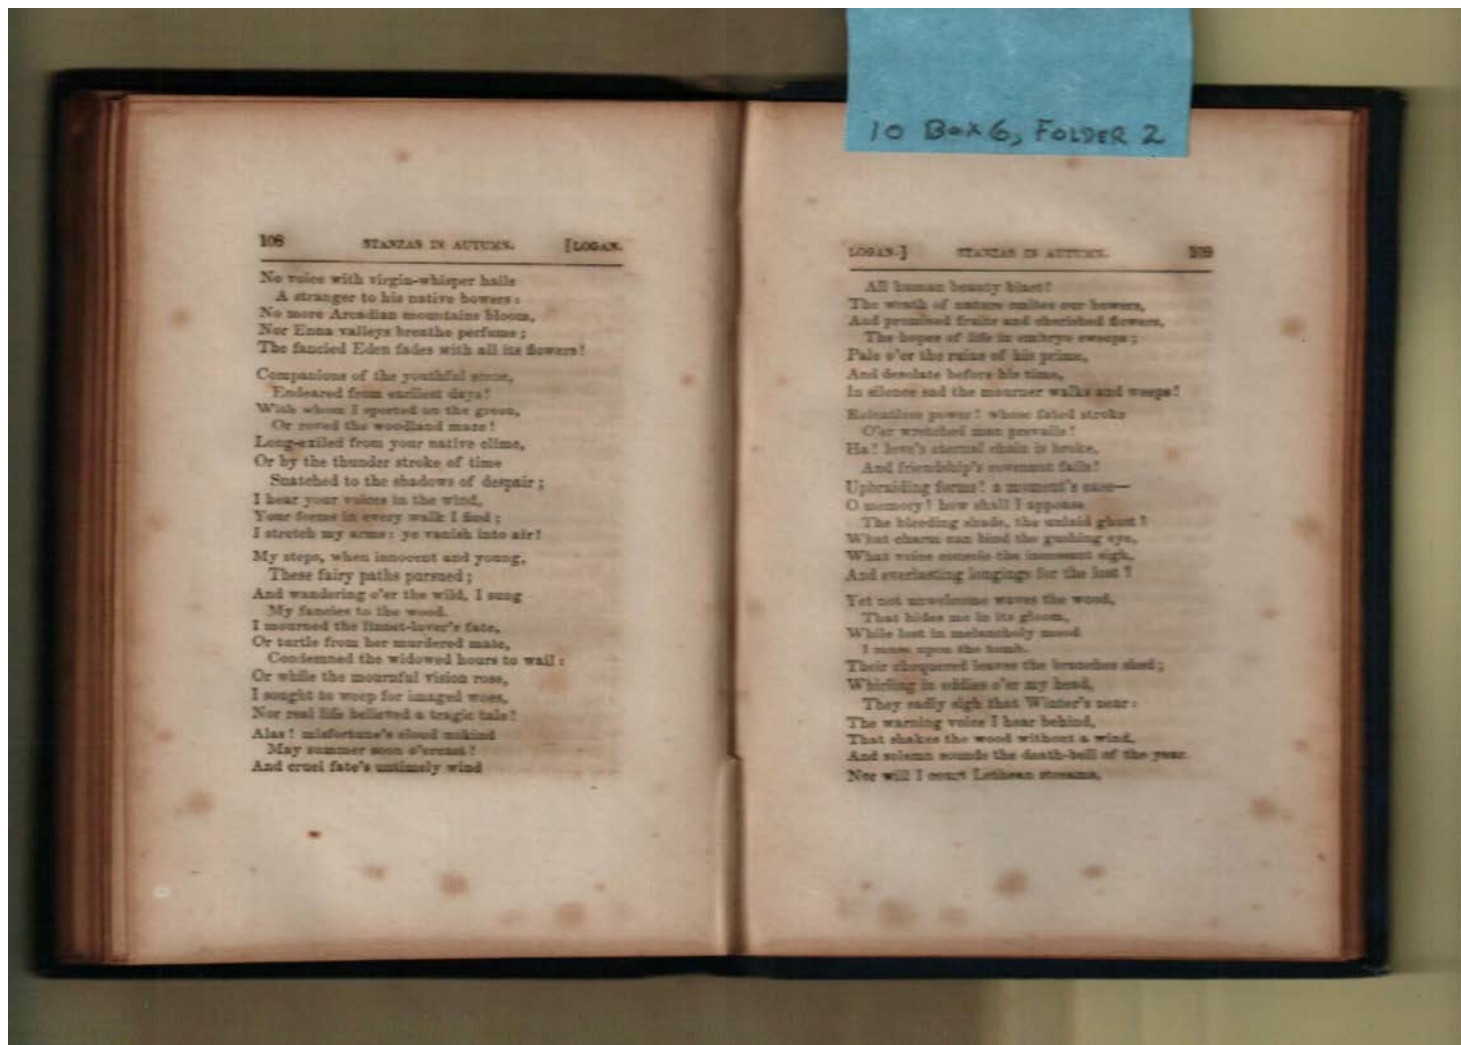 10 Box 6, FOLDER 2
108 STANZAS IN AUTUMN. [LOGAN.
No voice with virgin-whisper hails
A stranger to his native bowers:
No more Arcadian mountains bloom,
Nor Enna valleys breathe perfume;
The fancied Eden fades with all its flowers!
Companions of the youthful scene,
Endeared from earliest days!
With whom I sported on the green,
Or roved the woodland maze!
Long-exiled from your native clime,
Or by the thunder stroke of time
Snatched to the shadows of despair;
I hear your voices in the wind,
Your forms in every walk I find;
I stretch my arms: ye vanish into air!
My steps, when innocent and young,
These fairy paths pursued;
And wandering o'er the wild, I sung
My fancies to the wood.
I mourned the linnet-lover's fate,
Or turtle from her murdered mate,
Condemned the widowed hours to wail:
Or while the mournful vision rose,
I sought to weep for imaged woes,
Nor real life believed a tragic tale!
Alas! misfortune's cloud unkind
May summer soon o'ercast!
And cruel fate's untimely wind
LOGAN.] STANZAS IN AUTUMN. 109
All human beauty blast!
The wrath of nature smites our bowers,
And promised fruits and cherished flowers,
The hopes of life in embryo sweeps;
Pale o'er the ruins of his prime,
And desolate before his time,
In silence sad the mourner walks and weeps!
Relentless power! whose fated stroke
O'er wretched man prevails!
Ha! love's eternal chain is broke,
And friendship's covenant fails!
Upbraiding forms! a moment's ease—
O memory! how shall I appease
The bleeding shade, the unlaid ghost?
What charm can bind the gushing eye,
What voice console the incessant sigh,
And everlasting longings for the lost?
Yet not unwelcome waves the wood,
That hides me in its gloom,
While lost in melancholy mood
I muse upon the tomb.
Their chequered leaves the branches shed;
Whirling in eddies o'er my head,
They sadly sigh that Winter's near:
The warning voice I hear behind,
That shakes the wood without a wind,
And solemn sounds the death-bell of the year.
Nor will I court Lethean streams,